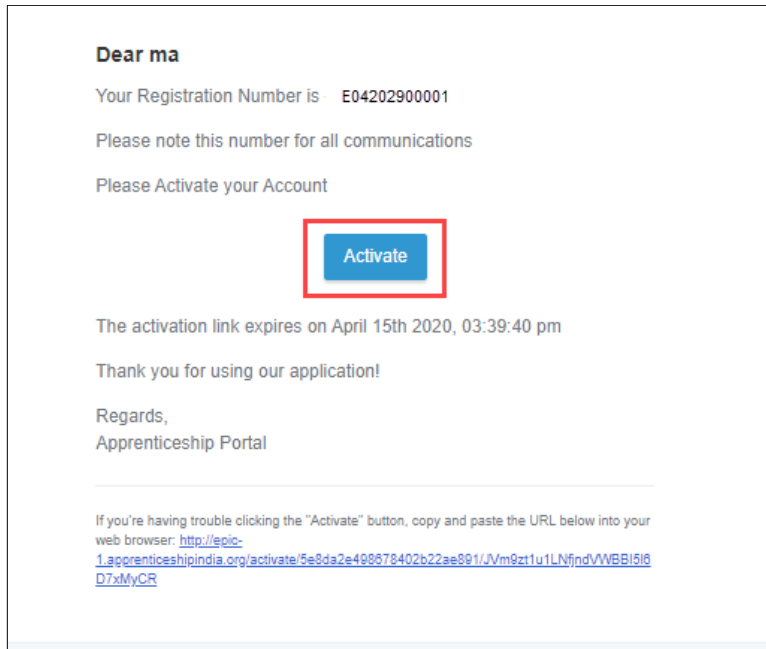 Dear ma
Your Registration Number is E04202900001
Please note this number for all communications
Please Activate your Account
Activate
The activation link expires on April 15th 2020, 03:39:40 pm
Thank you for using our application!
Regards,
Apprenticeship Portal
If you're having trouble clicking the "Activate" button, copy and paste the URL below into your
web browser: http://epic-
1.apprenticeshipindia.org/activate/5e8da2e498678402b22ae891/JVm9zt1u1LNfjndVWBBI5I6
D7xMyCR